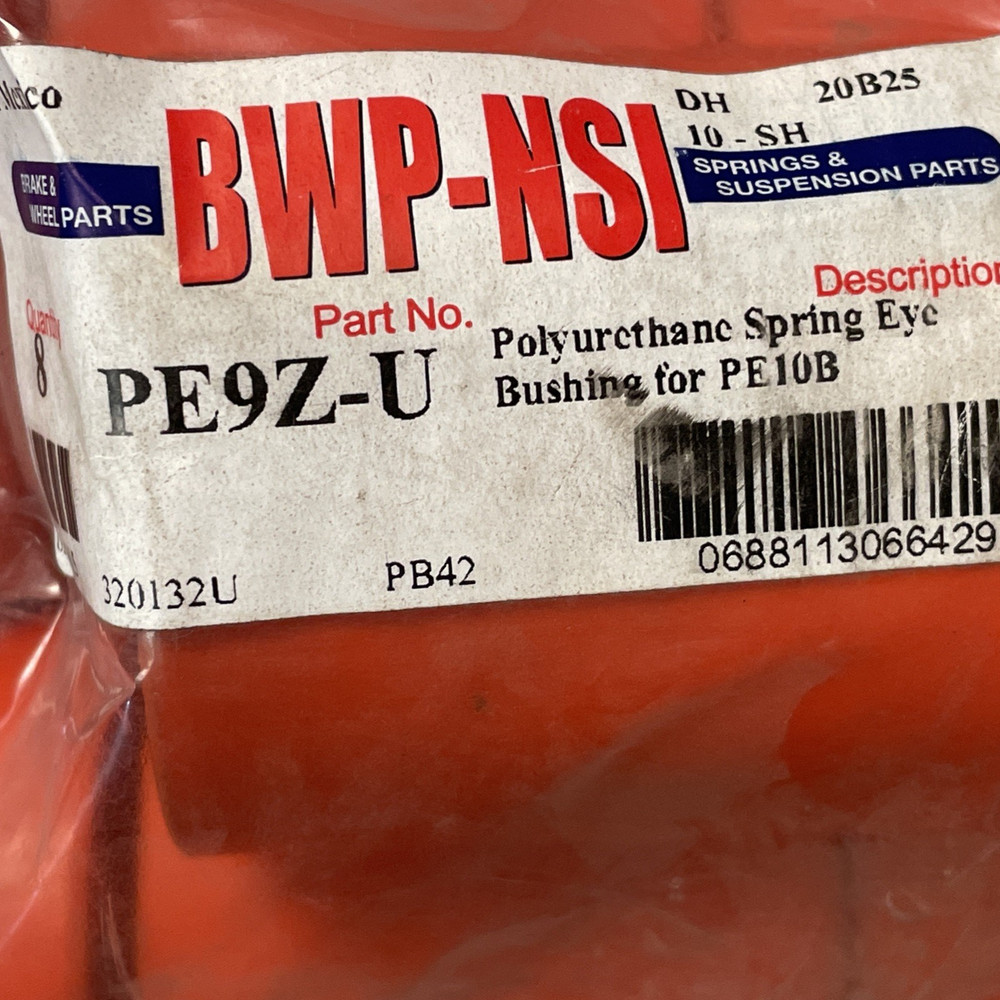 Mexico
BWP-NSI
DH 20B25
10 - SH
BRAKE &
WHEEL PARTS
SPRINGS &
SUSPENSION PARTS
Quantity
8
Part No.
PE9Z-U
Description
Polyurethane Spring Eye
Bushing for PE10B
0688113066429
320132U
PB42